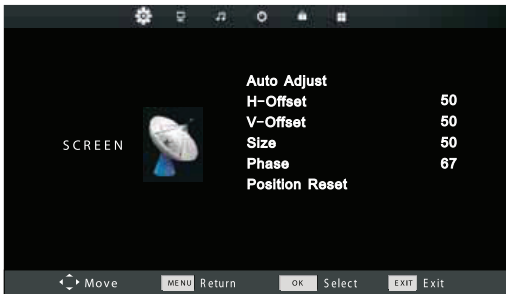 Auto Adjust
H-Offset 50
V-Offset 50
SCREEN
Size 50
Phase 67
Position Reset
Move MENU Return OK Select EXIT Exit